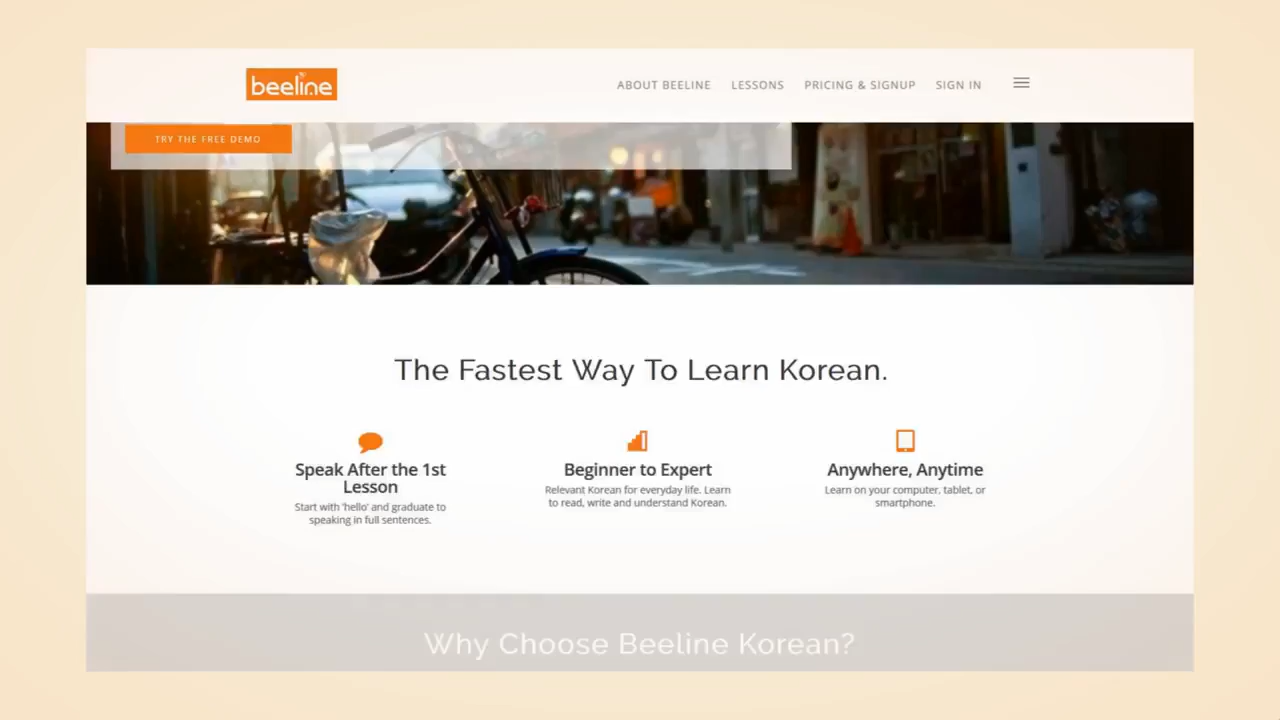 beeline
ABOUT BEELINE LESSONS PRICING & SIGNUP SIGN IN
TRY THE FREE DEMO
The Fastest Way To Learn Korean.
Speak After the 1st
Lesson
Start with 'hello' and graduate to
speaking in full sentences.
Beginner to Expert
Relevant Korean for everyday life. Learn
to read, write and understand Korean.
Anywhere, Anytime
Learn on your computer, tablet, or
smartphone.
Why Choose Beeline Korean?